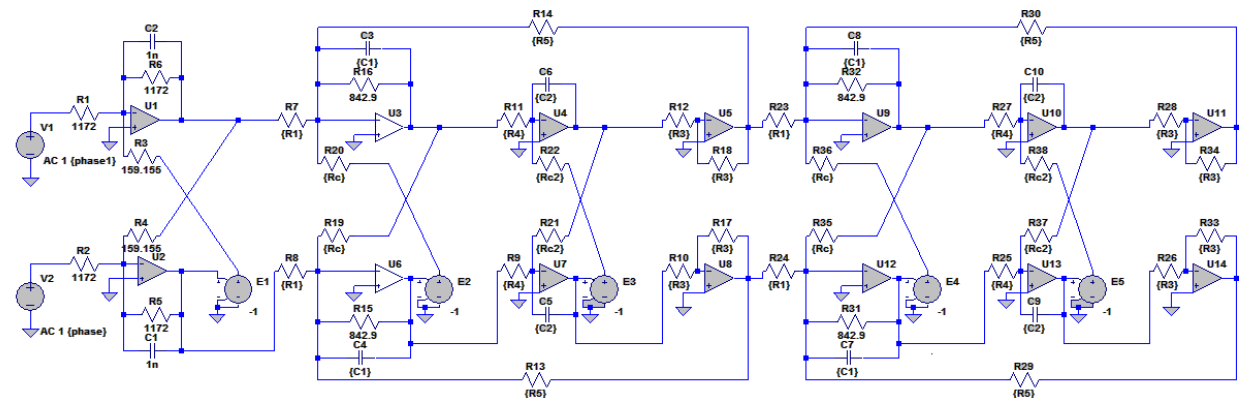 R14
{R5}
R30
{R5}
C2
1n
R6
1172
C3
{C1}
R16
842.9
C6
{C2}
C8
{C1}
R32
842.9
C10
{C2}
R1
1172
U1
R7
{R1}
U3
R11
{R4}
U4
R12
{R3}
U5
R23
{R1}
U9
R27
{R4}
U10
R28
{R3}
U11
V1
AC 1 {phase1}
R3
159.155
R20
{Rc}
R22
{Rc2}
R18
{R3}
R36
{Rc}
R38
{Rc2}
R34
{R3}
R4
159.155
R19
{Rc}
R21
{Rc2}
R17
{R3}
R35
{Rc}
R37
{Rc2}
R33
{R3}
R2
1172
U2
E1
-1
R8
{R1}
U6
E2
-1
R9
{R4}
U7
E3
-1
R10
{R3}
U8
R24
{R1}
U12
E4
-1
R25
{R4}
U13
E5
-1
R26
{R3}
U14
V2
AC 1 {phase}
R5
1172
C1
1n
R15
842.9
C4
{C1}
C5
{C2}
R31
842.9
C7
{C1}
C9
{C2}
R13
{R5}
R29
{R5}